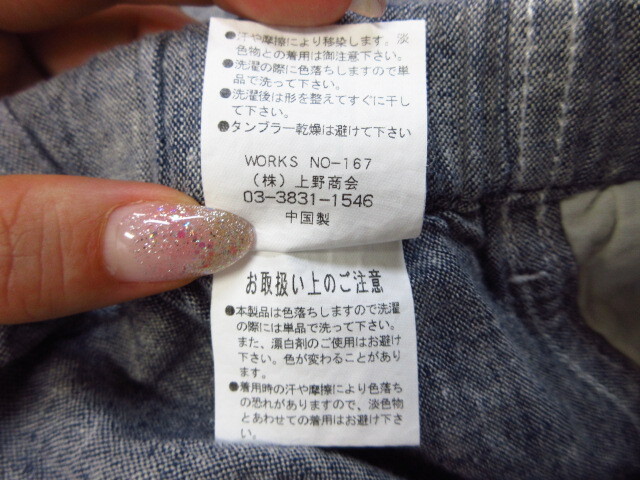 ●汗や摩擦により移染します。淡
色物との着用は御注意下さい。
●洗濯の際に色落ちしますので単
品で洗って下さい。
●洗濯後は形を整えてすぐに干し
て下さい。
●タンブラー乾燥は避けて下さい
WORKS NO-167
(株)上野商会
03-3831-1546
中国製
お取扱い上のご注意
●本製品は色落ちしますので洗濯
の際には単品で洗って下さい。
また、漂白剤のご使用はお避け
下さい。色が変わることがあり
ます。
●着用時の汗や摩擦により色落ち
の恐れがありますので、淡色物
とあわせての着用はお避け下さい